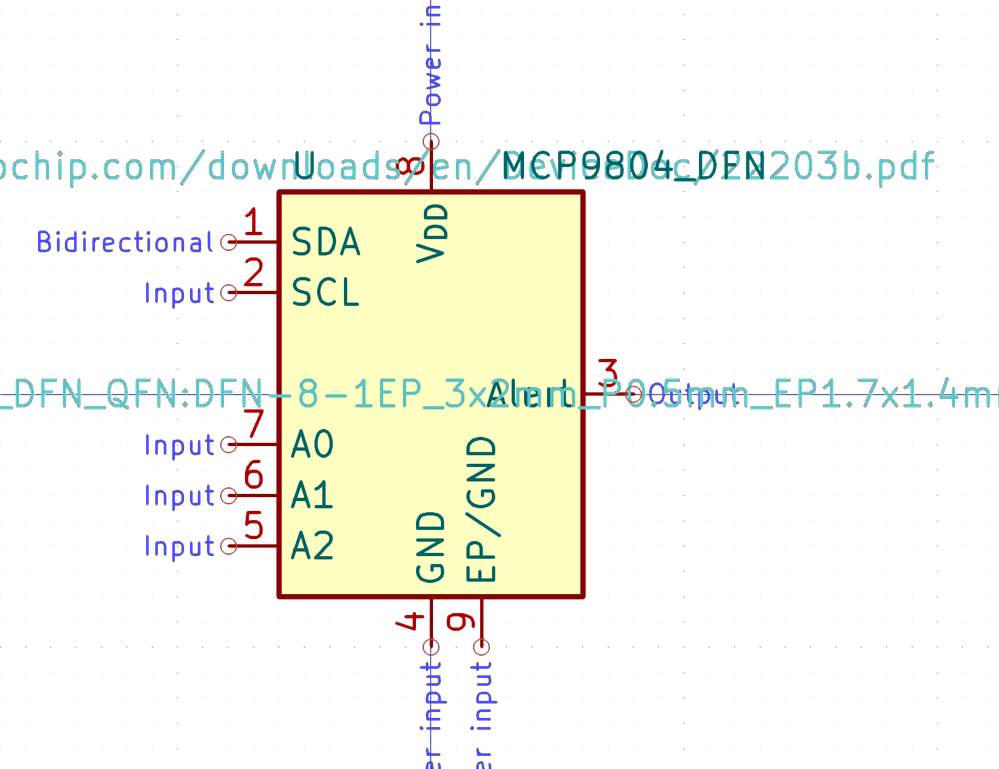 Power in
ochip.com/downloads/en/DeviceDoc/22203b.pdf
U
8
MCP9804_DFN
VDD
Bidirectional
1
SDA
Input
2
SCL
_DFN_QFN:DFN-8-1EP_3x2mm_P0.5mm_EP1.7x1.4m
Alert
3
Output
Input
7
A0
Input
6
A1
Input
5
A2
GND
EP/GND
4
9
er input
er input